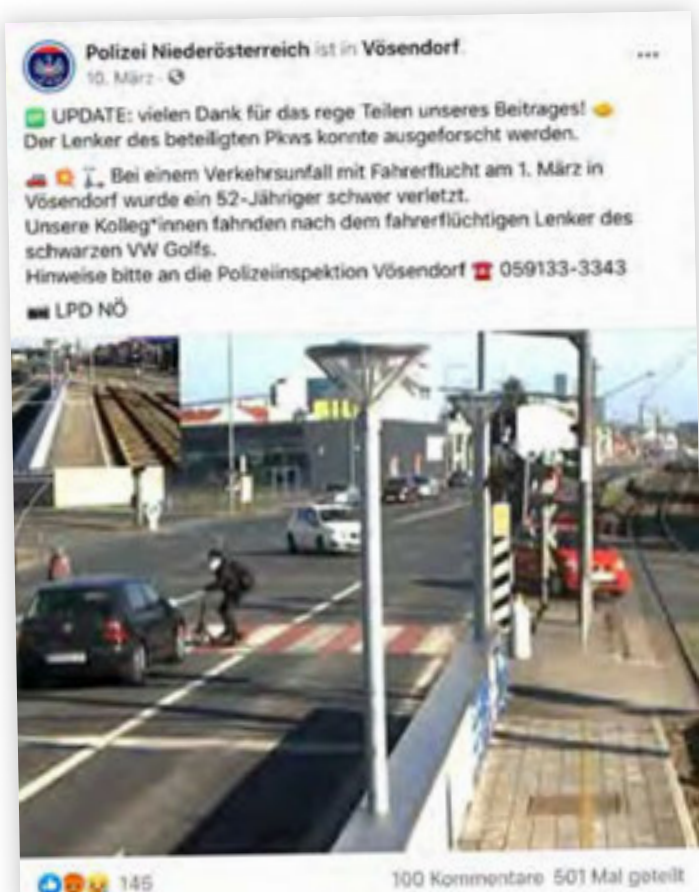 Polizei Niederösterreich ist in Vösendorf.
10. März
UPDATE: vielen Dank für das rege Teilen unseres Beitrages!
Der Lenker des beteiligten Pkws konnte ausgeforscht werden.
Bei einem Verkehrsunfall mit Fahrerflucht am 1. März in
Vösendorf wurde ein 52-Jähriger schwer verletzt.
Unsere Kolleg*innen fahnden nach dem fahrerflüchtigen Lenker des
schwarzen VW Golfs.
Hinweise bitte an die Polizeiinspektion Vösendorf 059133-3343
LPD NÖ
145
100 Kommentare 501 Mal geteilt